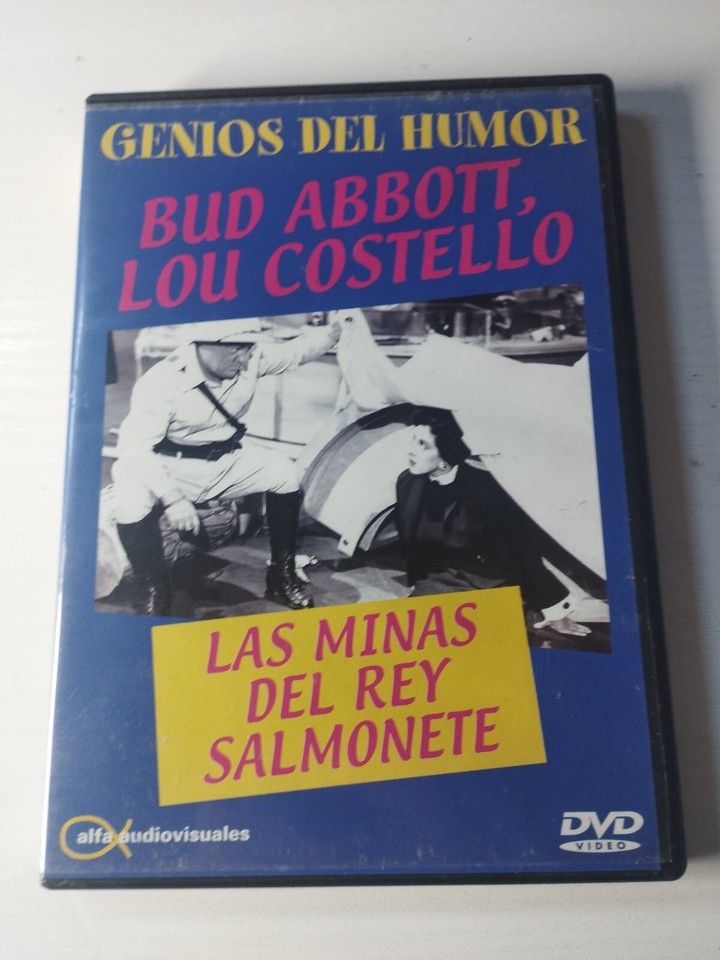 GENIOS DEL HUMOR
BUD ABBOTT,
LOU COSTELLO
LAS MINAS
DEL REY
SALMONETE
alfa audiovisuales
DVD
VIDEO